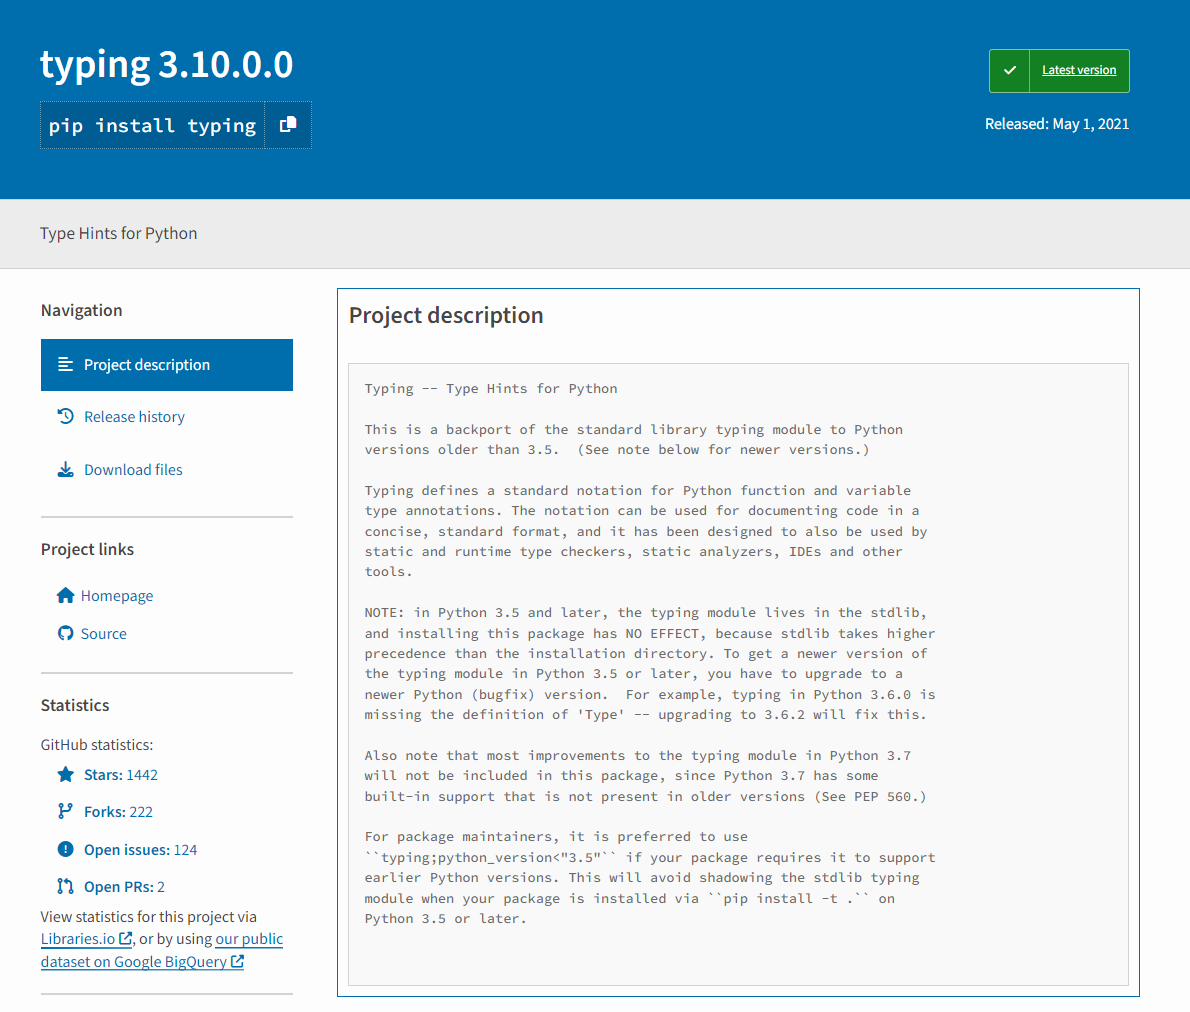 typing 3.10.0.0
pip install typing
Latest version
Released: May 1, 2021
Type Hints for Python
Navigation
Project description
Release history
Download files
Project links
Homepage
Source
Statistics
GitHub statistics:
Stars: 1442
Forks: 222
Open issues: 124
Open PRs: 2
View statistics for this project via
Libraries.io, or by using our public
dataset on Google BigQuery
Project description
Typing -- Type Hints for Python
This is a backport of the standard library typing module to Python
versions older than 3.5.  (See note below for newer versions.)
Typing defines a standard notation for Python function and variable
type annotations. The notation can be used for documenting code in a
concise, standard format, and it has been designed to also be used by
static and runtime type checkers, static analyzers, IDEs and other
tools.
NOTE: in Python 3.5 and later, the typing module lives in the stdlib,
and installing this package has NO EFFECT, because stdlib takes higher
precedence than the installation directory. To get a newer version of
the typing module in Python 3.5 or later, you have to upgrade to a
newer Python (bugfix) version.  For example, typing in Python 3.6.0 is
missing the definition of 'Type' -- upgrading to 3.6.2 will fix this.
Also note that most improvements to the typing module in Python 3.7
will not be included in this package, since Python 3.7 has some
built-in support that is not present in older versions (See PEP 560.)
For package maintainers, it is preferred to use
``typing;python_version<"3.5"`` if your package requires it to support
earlier Python versions. This will avoid shadowing the stdlib typing
module when your package is installed via ``pip install -t .`` on
Python 3.5 or later.